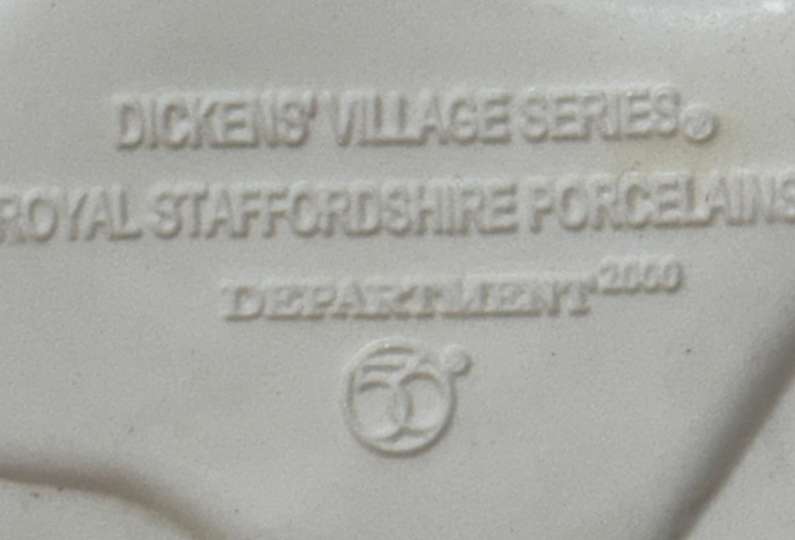 DICKENS' VILLAGE SERIES®
ROYAL STAFFORDSHIRE PORCELAINS
DEPARTMENT 2000
56